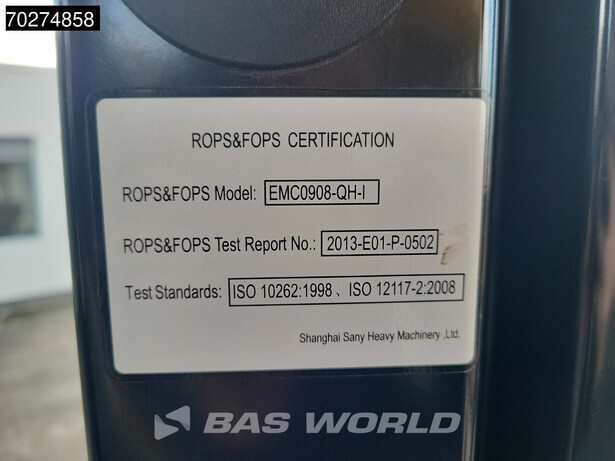 70274858
ROPS&FOPS CERTIFICATION
ROPS&FOPS Model: EMC0908-QH-I
ROPS&FOPS Test Report No.: 2013-E01-P-0502
Test Standards: ISO 10262:1998、ISO 12117-2:2008
Shanghai Sany Heavy Machinery ,Ltd.
BAS WORLD